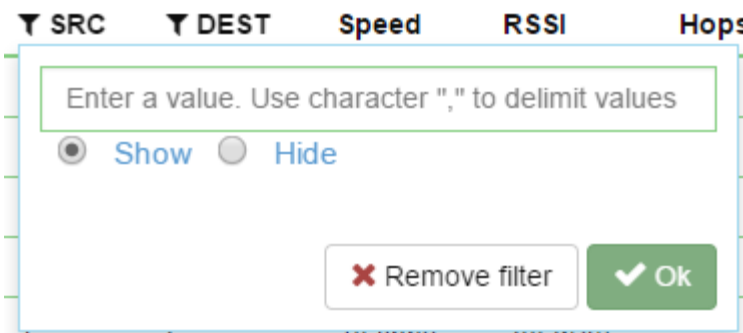 SRC DEST Speed RSSI Hops
Enter a value. Use character "," to delimit values
Show Hide
Remove filter Ok